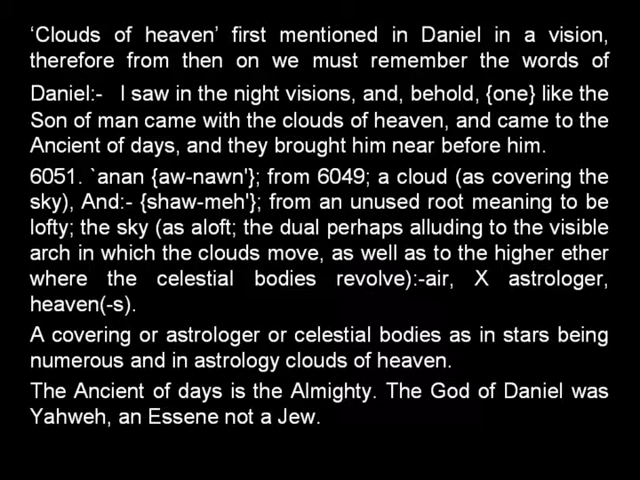 ‘Clouds of heaven’ first mentioned in Daniel in a vision,
therefore from then on we must remember the words of
Daniel:-   I saw in the night visions, and, behold, {one} like the
Son of man came with the clouds of heaven, and came to the
Ancient of days, and they brought him near before him.
6051. `anan {aw-nawn'}; from 6049; a cloud (as covering the
sky), And:- {shaw-meh'}; from an unused root meaning to be
lofty; the sky (as aloft; the dual perhaps alluding to the visible
arch in which the clouds move, as well as to the higher ether
where the celestial bodies revolve):-air, X astrologer,
heaven(-s).
A covering or astrologer or celestial bodies as in stars being
numerous and in astrology clouds of heaven.
The Ancient of days is the Almighty. The God of Daniel was
Yahweh, an Essene not a Jew.